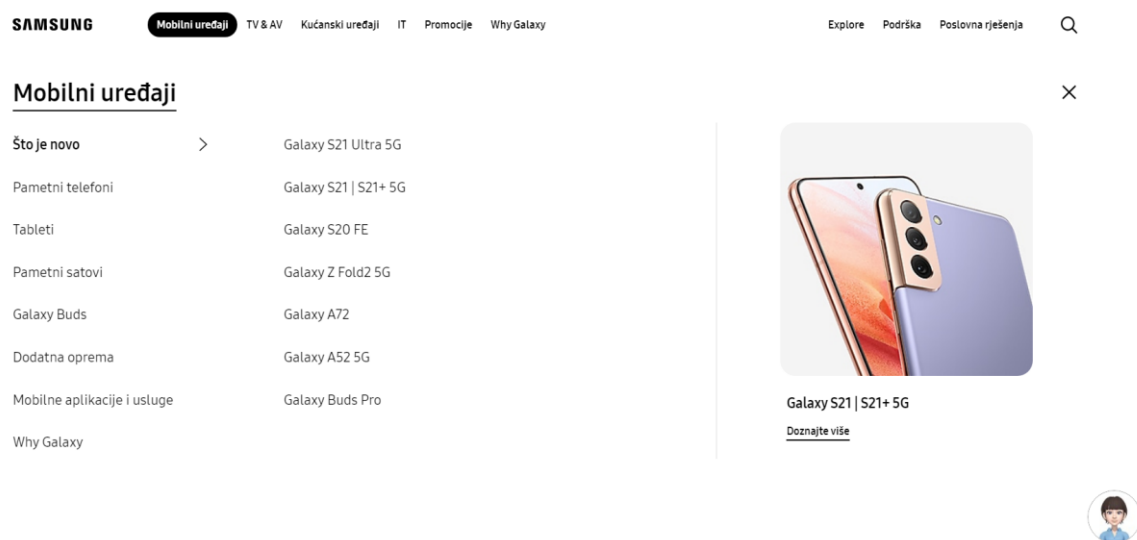 SAMSUNG
Mobilni uređaji TV & AV Kućanski uređaji IT Promocije Why Galaxy Explore Podrška Poslovna rješenja
Mobilni uređaji
Što je novo
Pametni telefoni
Tableti
Pametni satovi
Galaxy Buds
Dodatna oprema
Mobilne aplikacije i usluge
Why Galaxy
Galaxy S21 Ultra 5G
Galaxy S21 | S21+ 5G
Galaxy S20 FE
Galaxy Z Fold2 5G
Galaxy A72
Galaxy A52 5G
Galaxy Buds Pro
Galaxy S21 | S21+ 5G
Doznajte više